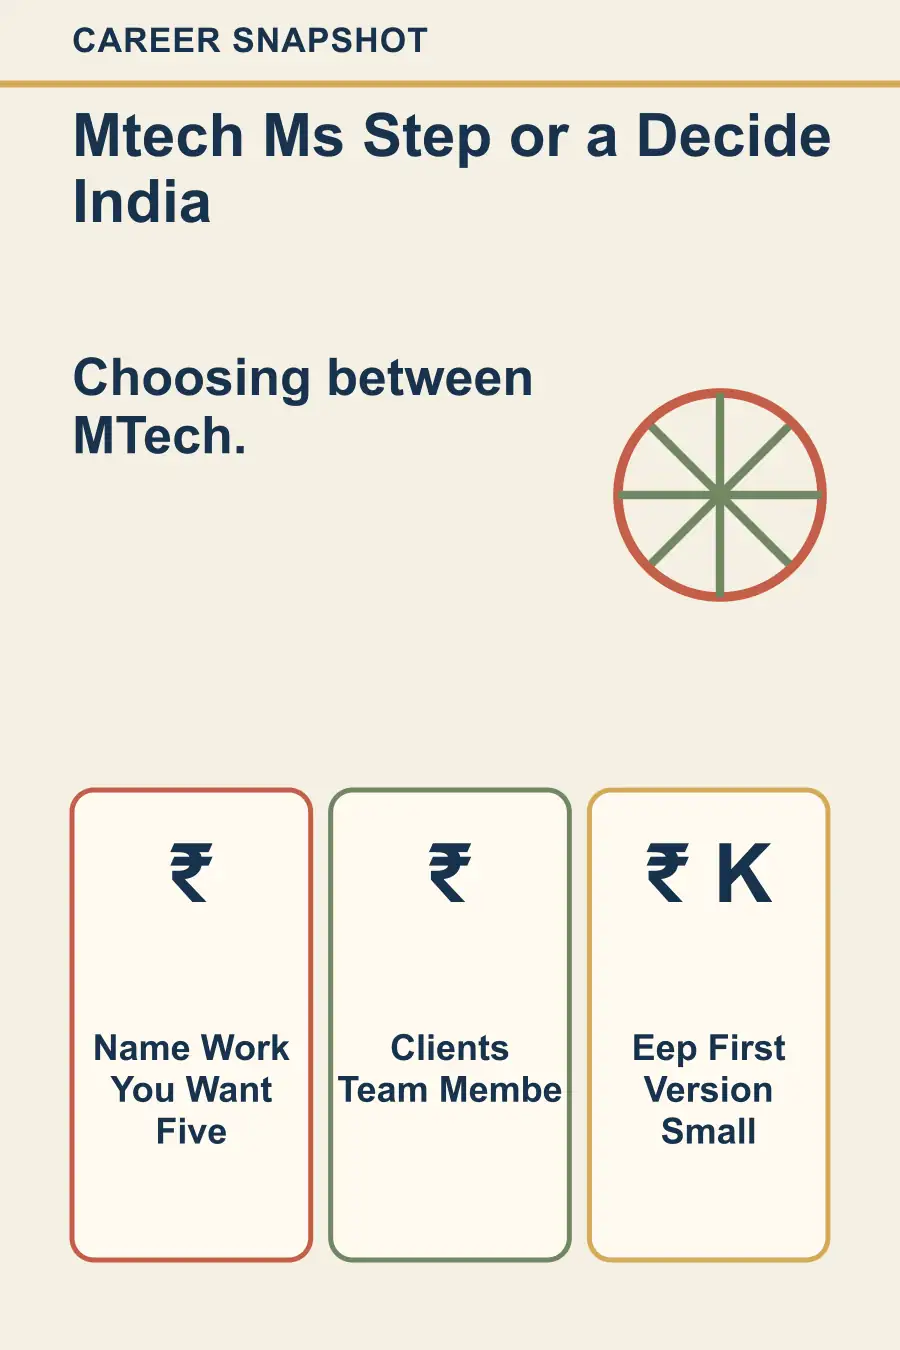 CAREER SNAPSHOT
Mtech Ms Step or a Decide
India
Choosing between
MTech.
₹
Name Work
You Want
Five
₹
Clients
Team Membe
₹ K
Eep First
Version
Small